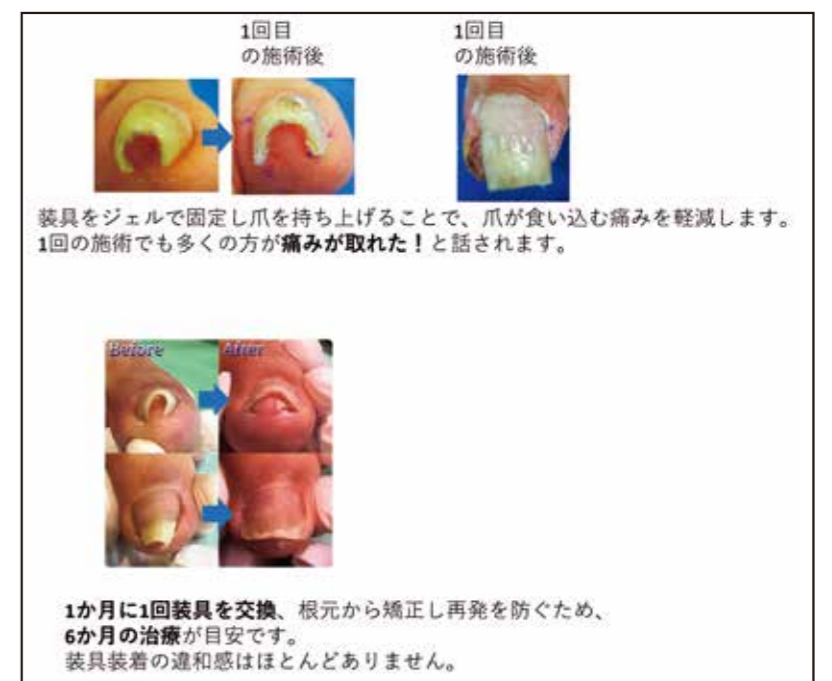 1回目
の施術後
1回目
の施術後
装具をジェルで固定し爪を持ち上げることで、爪が食い込む痛みを軽減します。
1回の施術でも多くの方が痛みが取れた！と話されます。
Before
After
1か月に1回装具を交換、根元から矯正し再発を防ぐため、
6か月の治療が目安です。
装具装着の違和感はほとんどありません。